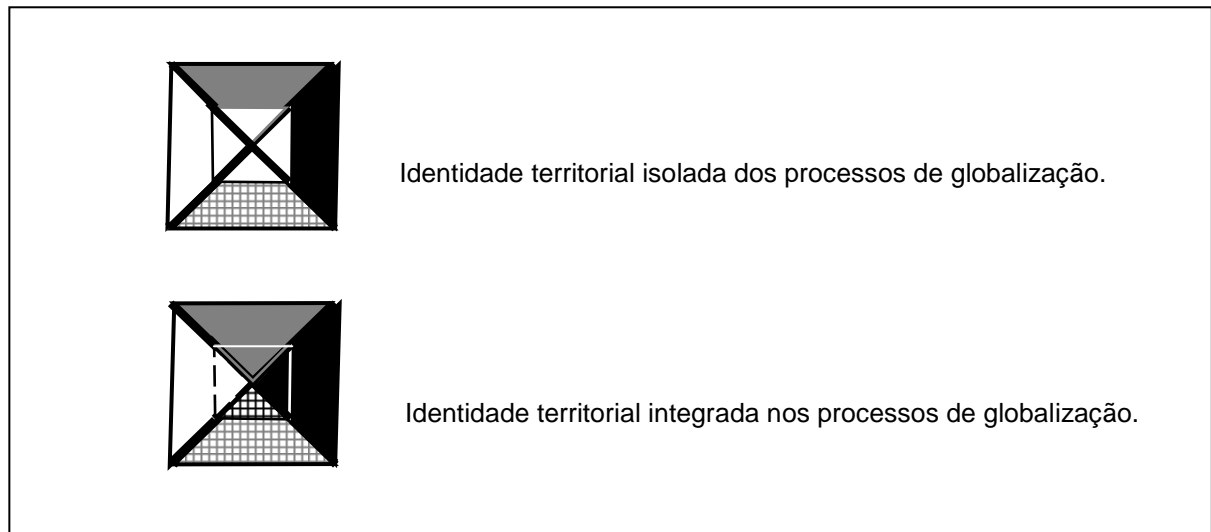 Identidade territorial isolada dos processos de globalização.
Identidade territorial integrada nos processos de globalização.